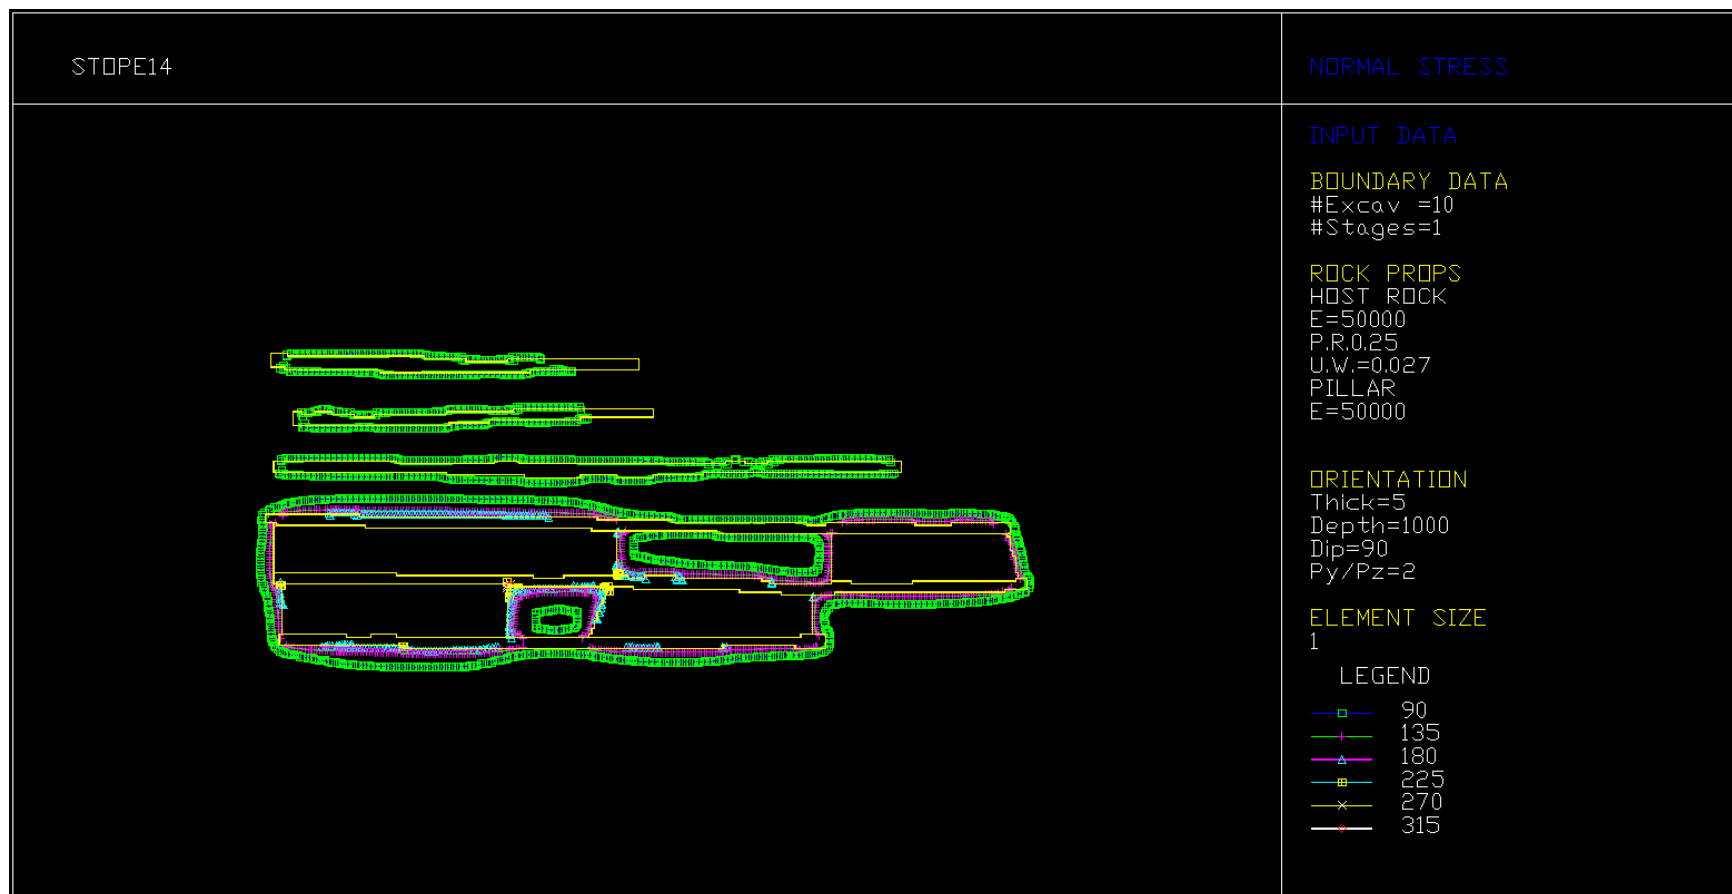 STOPE14
NORMAL STRESS
INPUT DATA
BOUNDARY DATA
#Excav =10
#Stages=1
ROCK PROPS
HOST ROCK
E=50000
P.R.0.25
U.W.=0.027
PILLAR
E=50000
ORIENTATION
Thick=5
Depth=1000
Dip=90
Py/Pz=2
ELEMENT SIZE
1
LEGEND
90
135
180
225
270
315